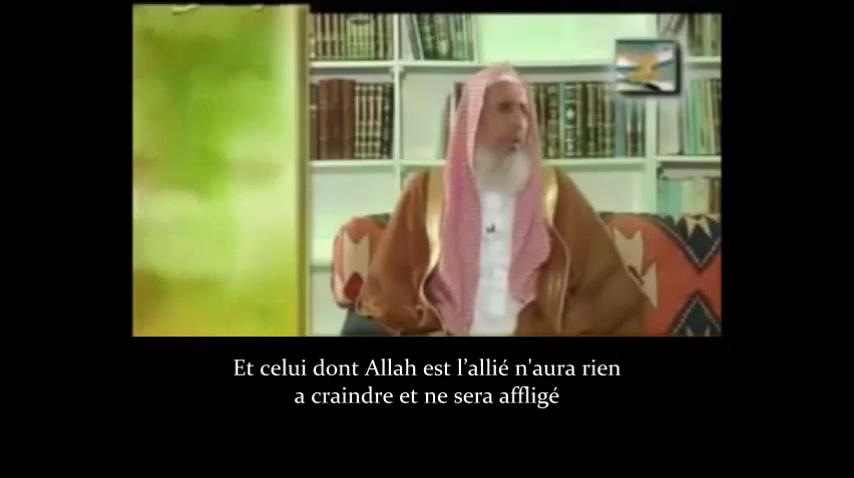 Et celui dont Allah est l’allié n'aura rien
a craindre et ne sera affligé